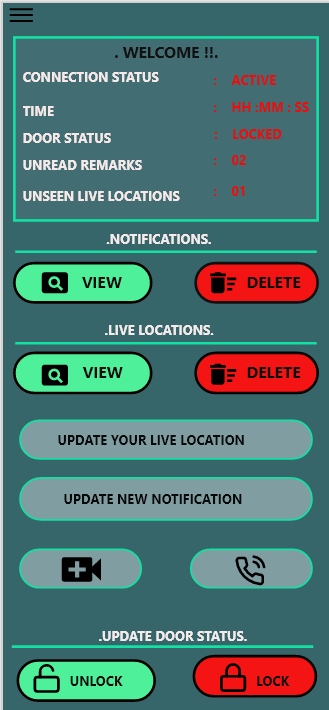 . WELCOME !!.
CONNECTION STATUS : ACTIVE
TIME : HH :MM : SS
DOOR STATUS : LOCKED
UNREAD REMARKS : 02
UNSEEN LIVE LOCATIONS : 01
.NOTIFICATIONS.
VIEW DELETE
.LIVE LOCATIONS.
VIEW DELETE
UPDATE YOUR LIVE LOCATION
UPDATE NEW NOTIFICATION
.UPDATE DOOR STATUS.
UNLOCK LOCK